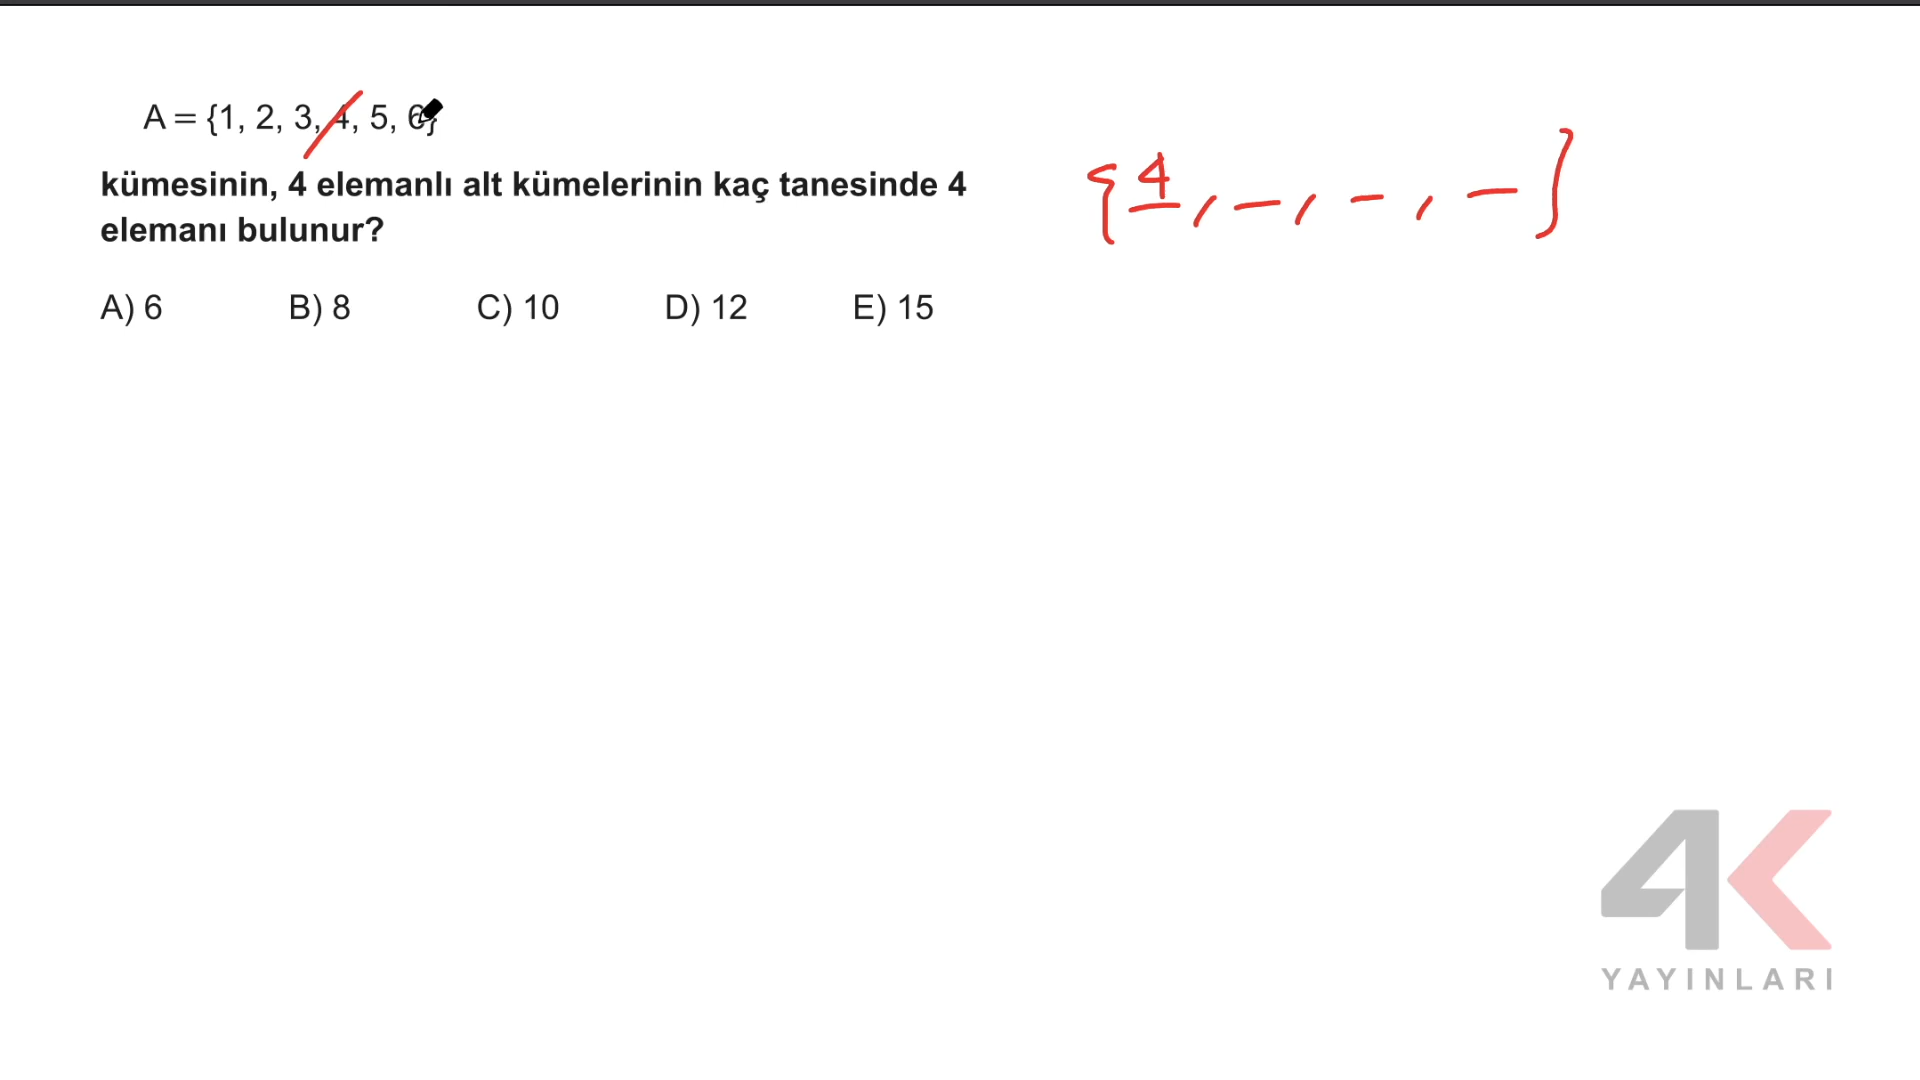 A = {1, 2, 3, 4, 5, 6}
kümesinin, 4 elemanlı alt kümelerinin kaç tanesinde 4
elemanı bulunur?
A) 6 B) 8 C) 10 D) 12 E) 15
{4, _, _, _}
4K
YAYINLARI